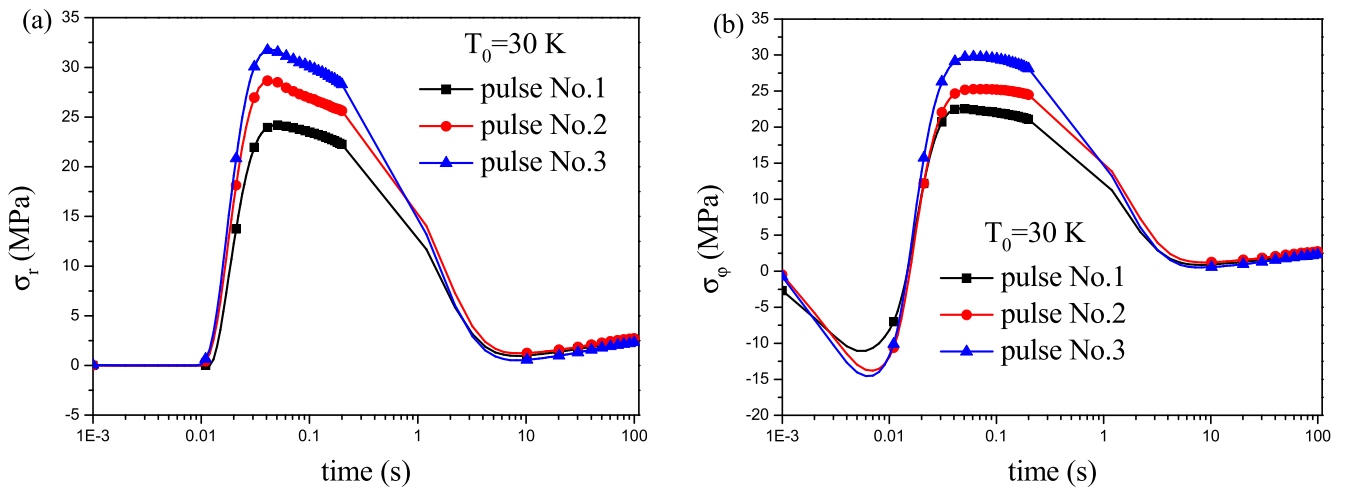 (a)
35
30
25
20
15
10
5
0
-5
σr (MPa)
T0=30 K
pulse No.1
pulse No.2
pulse No.3
1E-3 0.01 0.1 1 10 100
time (s)
(b)
35
30
25
20
15
10
5
0
-5
-10
-15
-20
σφ (MPa)
T0=30 K
pulse No.1
pulse No.2
pulse No.3
1E-3 0.01 0.1 1 10 100
time (s)